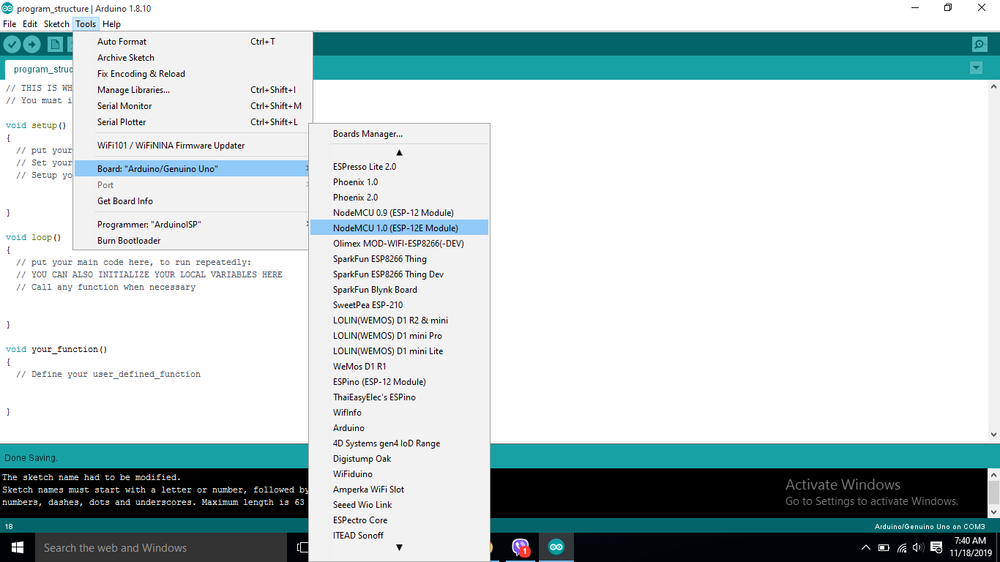 program_structure | Arduino 1.8.10
File Edit Sketch Tools Help
program_struc
// THIS IS WH
// You must i
void setup()
{
// put your
// Set your
// Setup yo
}
void loop()
{
// put your main code here, to run repeatedly:
// YOU CAN ALSO INITIALIZE YOUR LOCAL VARIABLES HERE
// Call any function when necessary
}
void your_function()
{
// Define your user_defined_function
}
Auto Format Ctrl+T
Archive Sketch
Fix Encoding & Reload
Manage Libraries... Ctrl+Shift+I
Serial Monitor Ctrl+Shift+M
Serial Plotter Ctrl+Shift+L
WiFi101 / WiFiNINA Firmware Updater
Board: "Arduino/Genuino Uno"
Port
Get Board Info
Programmer: "ArduinoISP"
Burn Bootloader
Boards Manager...
ESPresso Lite 2.0
Phoenix 1.0
Phoenix 2.0
NodeMCU 0.9 (ESP-12 Module)
NodeMCU 1.0 (ESP-12E Module)
Olimex MOD-WIFI-ESP8266(-DEV)
SparkFun ESP8266 Thing
SparkFun ESP8266 Thing Dev
SparkFun Blynk Board
SweetPea ESP-210
LOLIN(WEMOS) D1 R2 & mini
LOLIN(WEMOS) D1 mini Pro
LOLIN(WEMOS) D1 mini Lite
WeMos D1 R1
ESPino (ESP-12 Module)
ThaiEasyElec's ESPino
WifInfo
Arduino
4D Systems gen4 IoD Range
Digistump Oak
WiFiduino
Amperka WiFi Slot
Seeed Wio Link
ESPectro Core
ITEAD Sonoff
Done Saving.
The sketch name had to be modified.
Sketch names must start with a letter or number, followed by
numbers, dashes, dots and underscores. Maximum length is 63
Activate Windows
Go to Settings to activate Windows.
18
Arduino/Genuino Uno on COM3
Search the web and Windows
1
7:40 AM
11/18/2019